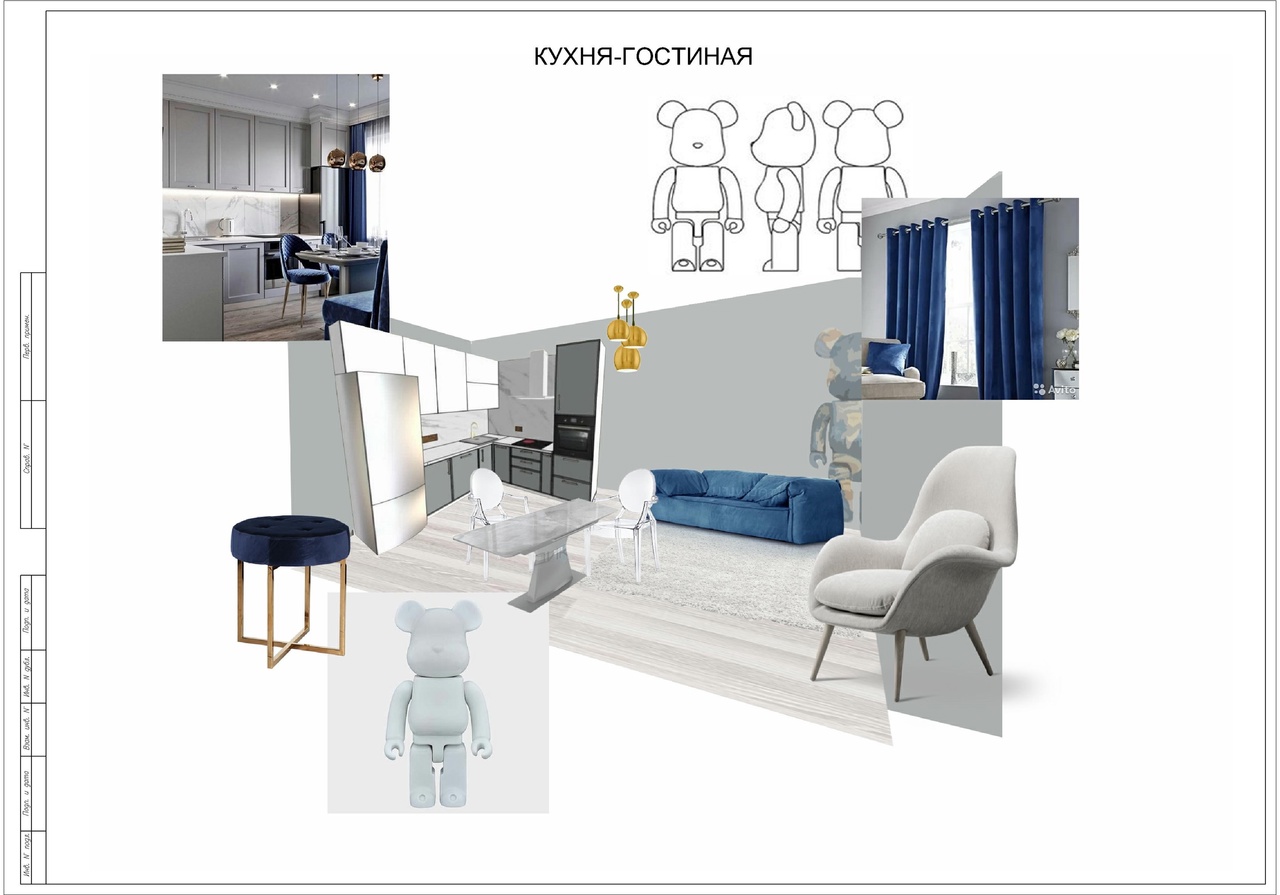 КУХНЯ-ГОСТИНАЯ
Avito
Перв. примен.
Справ. N°
Подп. и дата
Инв. N дубл.
Взам. инв. N°
Подп. и дата
Инв. N подл.